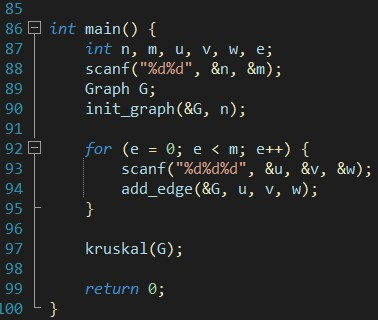 85
86 int main() {
87 int n, m, u, v, w, e;
88 scanf("%d%d", &n, &m);
89 Graph G;
90 init_graph(&G, n);
91
92 for (e = 0; e < m; e++) {
93 scanf("%d%d%d", &u, &v, &w);
94 add_edge(&G, u, v, w);
95 }
96
97 kruskal(G);
98
99 return 0;
100 }